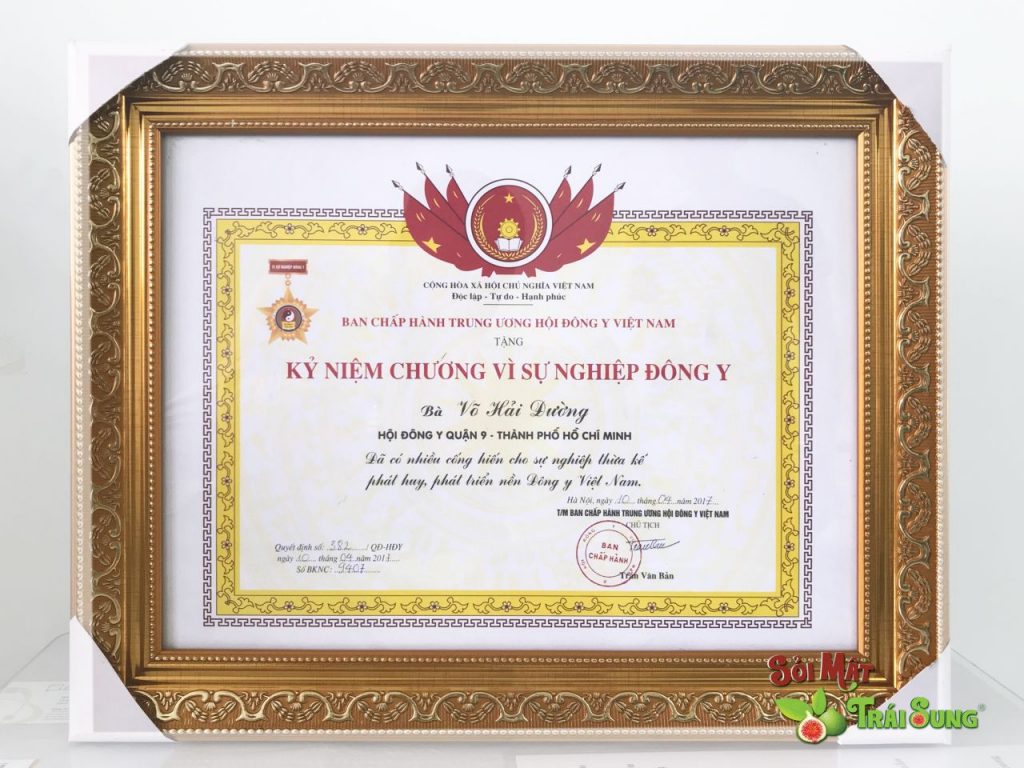 VÌ SỰ NGHIỆP ĐÔNG Y
CỘNG HÒA XÃ HỘI CHỦ NGHĨA VIỆT NAM
Độc lập - Tự do - Hạnh phúc
BAN CHẤP HÀNH TRUNG ƯƠNG HỘI ĐÔNG Y VIỆT NAM
TẶNG
KỶ NIỆM CHƯƠNG VÌ SỰ NGHIỆP ĐÔNG Y
Bà Võ Hải Đường
HỘI ĐÔNG Y QUẬN 9 - THÀNH PHỐ HỒ CHÍ MINH
Đã có nhiều cống hiến cho sự nghiệp thừa kế
phát huy, phát triển nền Đông y Việt Nam.
Hà Nội, ngày 10 tháng 04 năm 2017
T/M BAN CHẤP HÀNH TRUNG ƯƠNG HỘI ĐÔNG Y VIỆT NAM
CHỦ TỊCH
BAN
CHẤP HÀNH
Trần Văn Bản
Quyết định số: 382 / QĐ-HĐY
ngày 10 tháng 04 năm 2017
Số BKNC: 9407
SỎI MẬT
TRÁI SUNG®